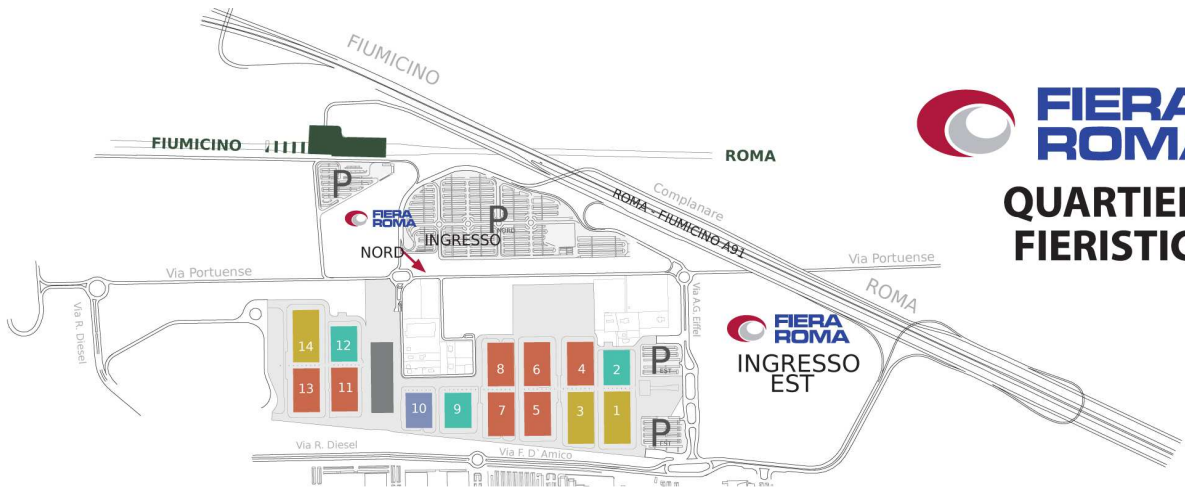 FIUMICINO
FIERA
ROMA
QUARTIER
FIERISTIC
FIUMICINO
ROMA
P
Complanare
ROMA - FIUMICINO A91
FIERA
ROMA
P
NORD
INGRESSO
NORD
Via Portuense
Via Portuense
ROMA
Via R. Diesel
Via A.G. Eiffel
FIERA
ROMA
INGRESSO
EST
14
12
8
6
4
2
P
EST
13
11
10
9
7
5
3
1
P
EST
Via R. Diesel
Via F. D'Amico